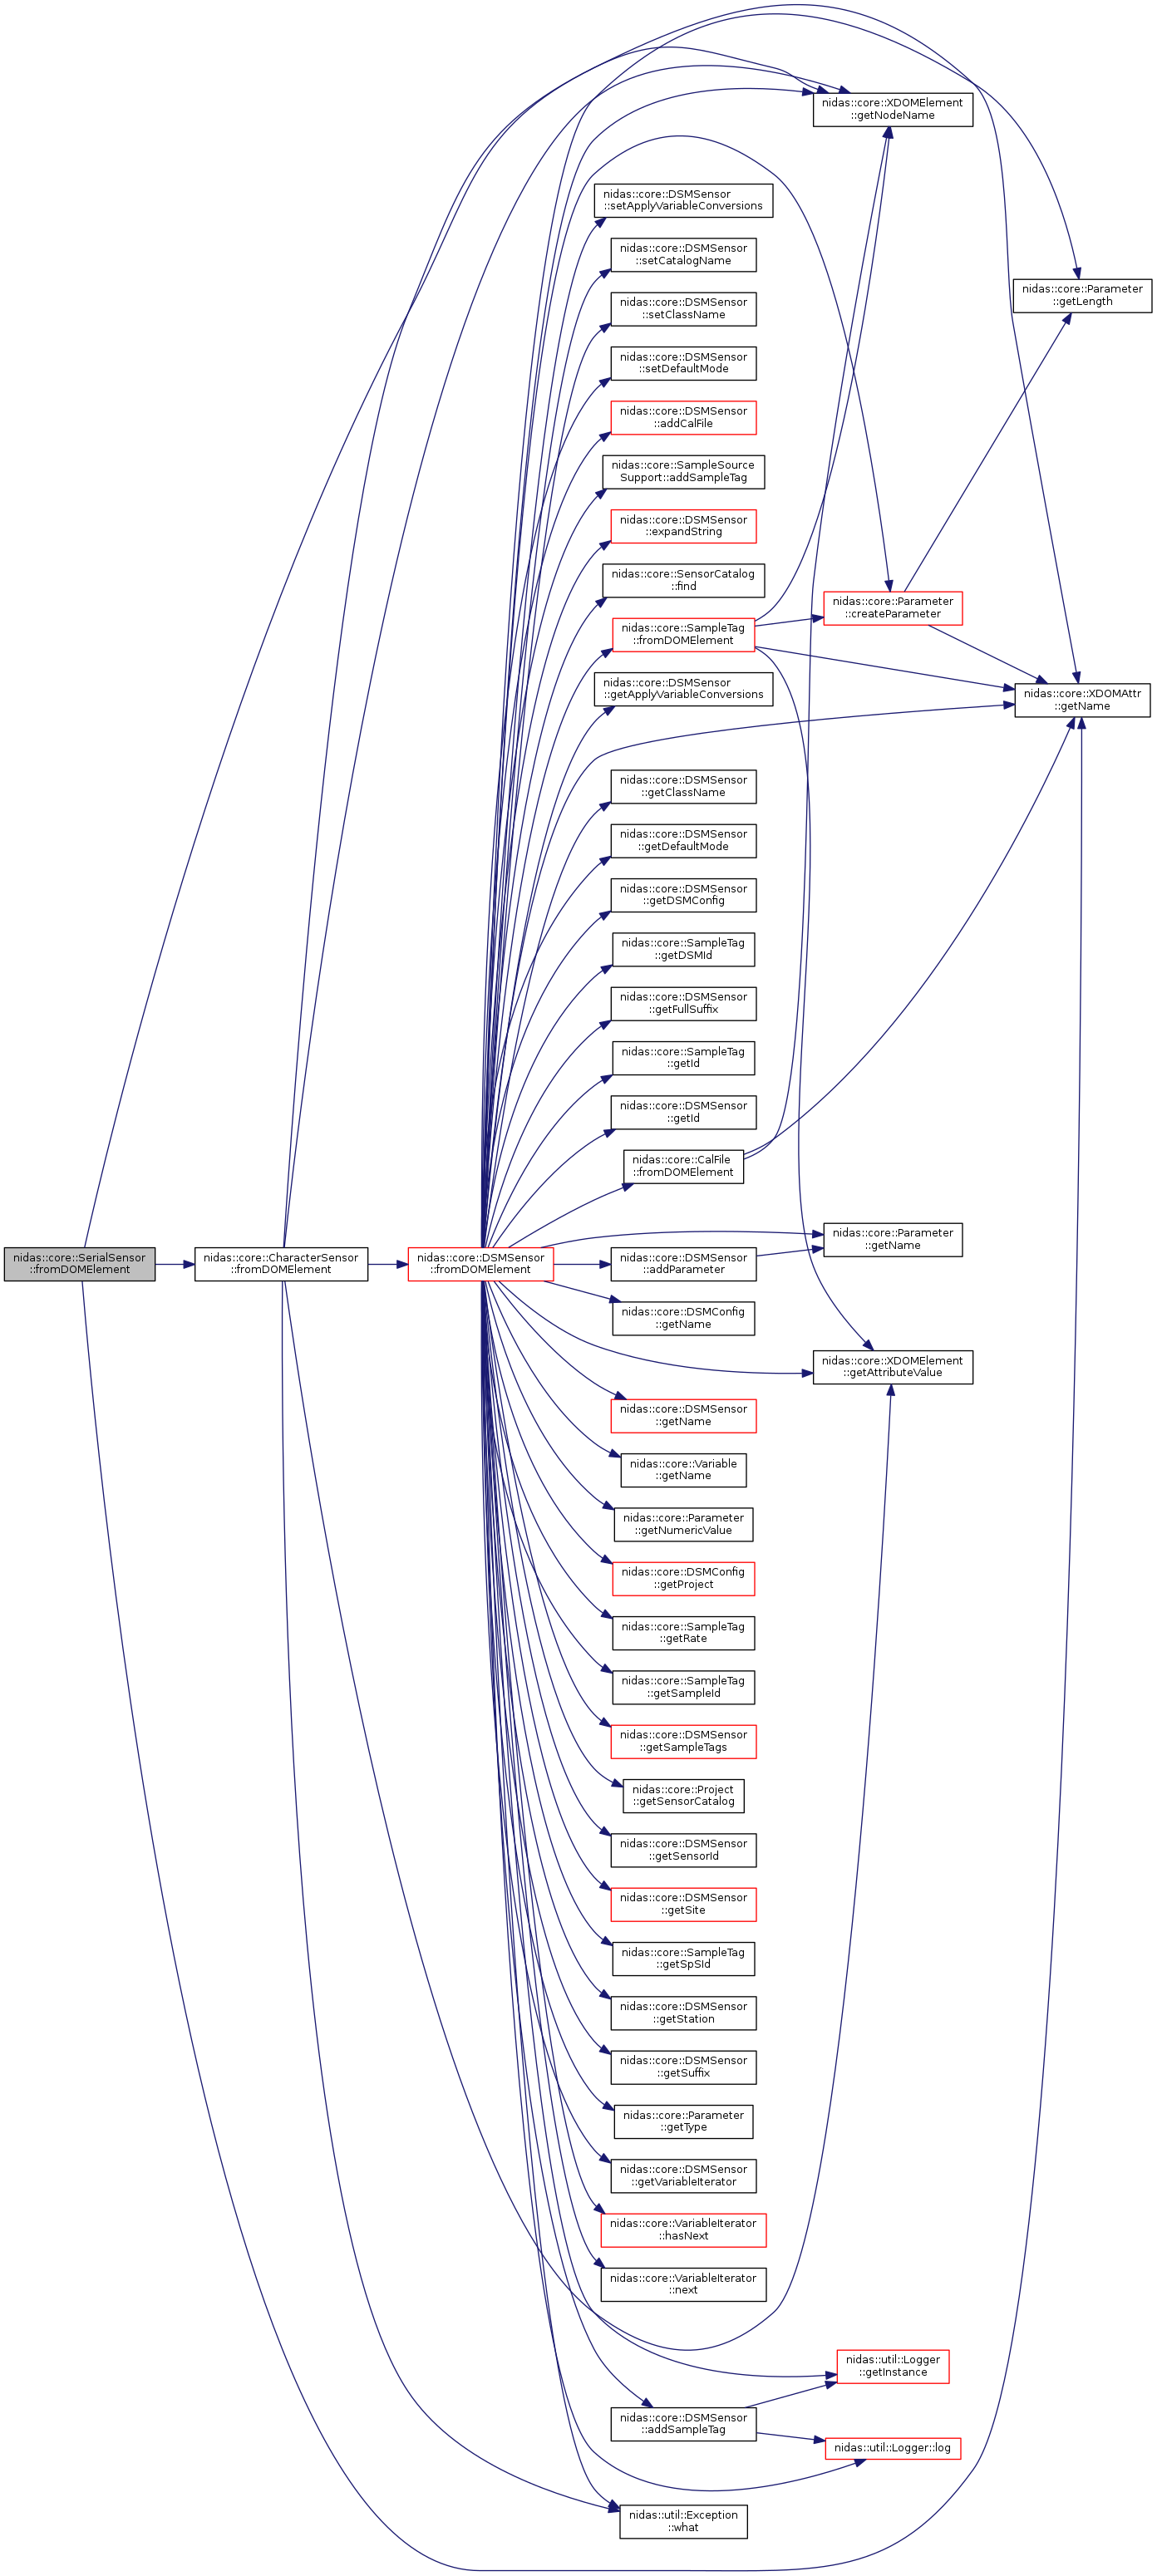 nidas::core::XDOMElement
::getNodeName
nidas::core::DSMSensor
::setApplyVariableConversions
nidas::core::DSMSensor
::setCatalogName
nidas::core::Parameter
::getLength
nidas::core::DSMSensor
::setClassName
nidas::core::DSMSensor
::setDefaultMode
nidas::core::DSMSensor
::addCalFile
nidas::core::SampleSource
Support::addSampleTag
nidas::core::DSMSensor
::expandString
nidas::core::SensorCatalog
::find
nidas::core::Parameter
::createParameter
nidas::core::SampleTag
::fromDOMElement
nidas::core::DSMSensor
::getApplyVariableConversions
nidas::core::XDOMAttr
::getName
nidas::core::DSMSensor
::getClassName
nidas::core::DSMSensor
::getDefaultMode
nidas::core::DSMSensor
::getDSMConfig
nidas::core::SampleTag
::getDSMId
nidas::core::DSMSensor
::getFullSuffix
nidas::core::SampleTag
::getId
nidas::core::DSMSensor
::getId
nidas::core::CalFile
::fromDOMElement
nidas::core::Parameter
::getName
nidas::core::SerialSensor
::fromDOMElement
nidas::core::CharacterSensor
::fromDOMElement
nidas::core::DSMSensor
::fromDOMElement
nidas::core::DSMSensor
::addParameter
nidas::core::DSMConfig
::getName
nidas::core::XDOMElement
::getAttributeValue
nidas::core::DSMSensor
::getName
nidas::core::Variable
::getName
nidas::core::Parameter
::getNumericValue
nidas::core::DSMConfig
::getProject
nidas::core::SampleTag
::getRate
nidas::core::SampleTag
::getSampleId
nidas::core::DSMSensor
::getSampleTags
nidas::core::Project
::getSensorCatalog
nidas::core::DSMSensor
::getSensorId
nidas::core::DSMSensor
::getSite
nidas::core::SampleTag
::getSpSId
nidas::core::DSMSensor
::getStation
nidas::core::DSMSensor
::getSuffix
nidas::core::Parameter
::getType
nidas::core::DSMSensor
::getVariableIterator
nidas::core::VariableIterator
::hasNext
nidas::core::VariableIterator
::next
nidas::util::Logger
::getInstance
nidas::core::DSMSensor
::addSampleTag
nidas::util::Logger::log
nidas::util::Exception
::what